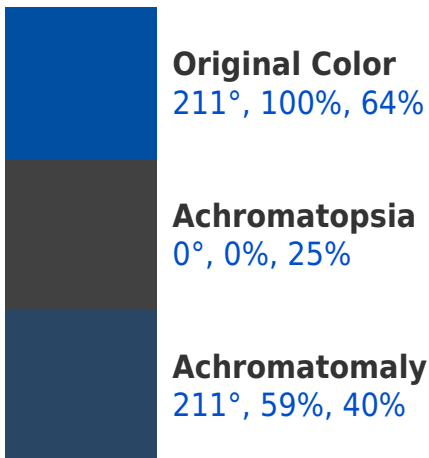 Original Color
211°, 100%, 64%
Achromatopsia
0°, 0%, 25%
Achromatomaly
211°, 59%, 40%